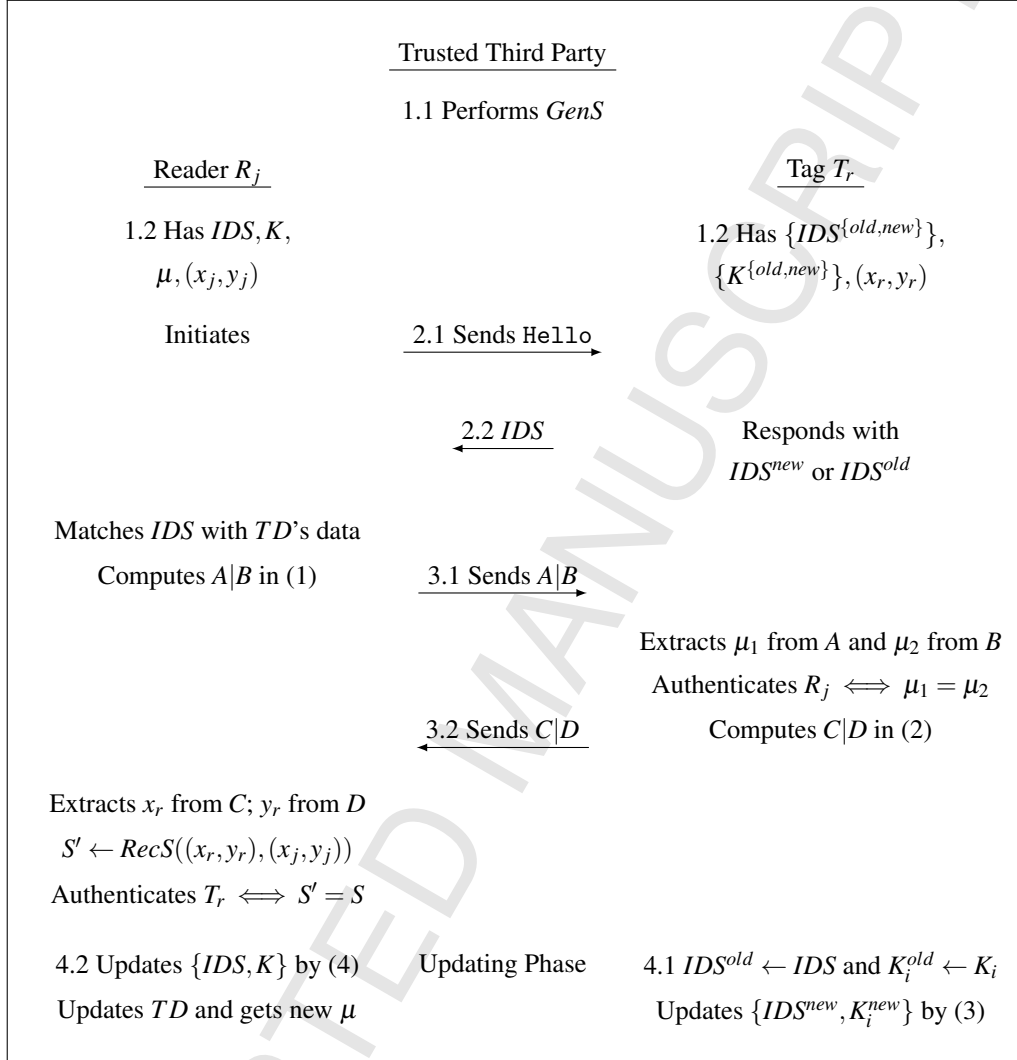 Trusted Third Party
1.1 Performs GenS
Reader R_j
Tag T_r
1.2 Has IDS, K,
μ, (x_j, y_j)
1.2 Has {IDS^{old,new}},
{K^{old,new}}, (x_r, y_r)
Initiates
2.1 Sends Hello
2.2 IDS
Responds with
IDS^new or IDS^old
Matches IDS with TD's data
Computes A|B in (1)
3.1 Sends A|B
Extracts μ_1 from A and μ_2 from B
Authenticates R_j ⟺ μ_1 = μ_2
Computes C|D in (2)
3.2 Sends C|D
Extracts x_r from C; y_r from D
S′ ← RecS((x_r, y_r), (x_j, y_j))
Authenticates T_r ⟺ S′ = S
4.2 Updates {IDS, K} by (4)
Updates TD and gets new μ
Updating Phase
4.1 IDS^old ← IDS and K_i^old ← K_i
Updates {IDS^new, K_i^new} by (3)
TED MANUSCRIP